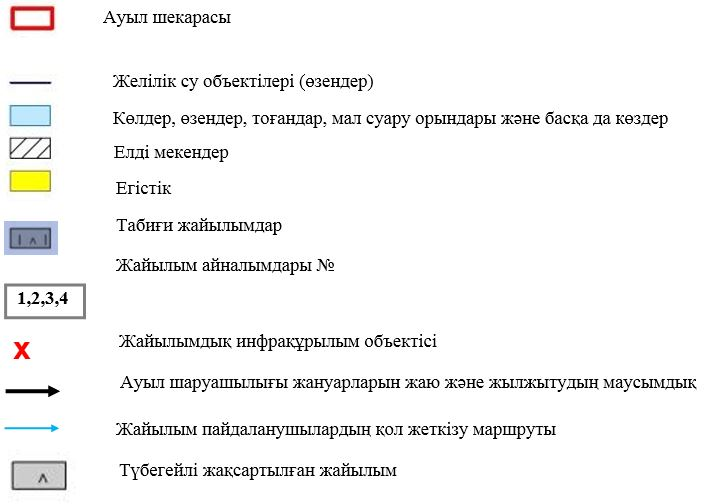 Ауыл шекарасы
Желілік су объектілері (өзендер)
Көлдер, өзендер, тоғандар, мал суару орындары және басқа да көздер
Елді мекендер
Егістік
Табиғи жайылымдар
Жайылым айналымдары №
1,2,3,4
Жайылымдық инфрақұрылым объектісі
Ауыл шаруашылығы жануарларын жаю және жылжытудың маусымдық
Жайылым пайдаланушылардың қол жеткізу маршруты
Түбегейлі жақсартылған жайылым